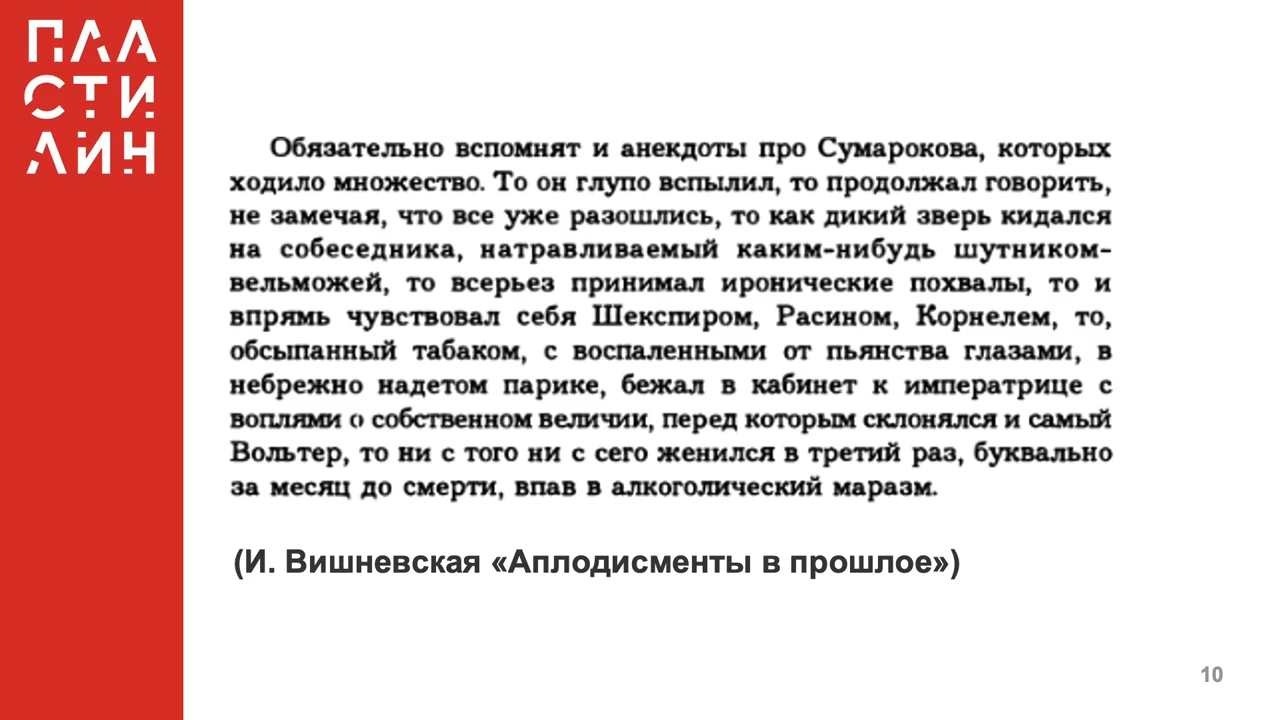 ПЛА
СТИ
ЛИН
Обязательно вспомнят и анекдоты про Сумарокова, которых
ходило множество. То он глупо вспылил, то продолжал говорить,
не замечая, что все уже разошлись, то как дикий зверь кидался
на собеседника, натравливаемый каким-нибудь шутником-
вельможей, то всерьез принимал иронические похвалы, то и
впрямь чувствовал себя Шекспиром, Расином, Корнелем, то,
обсыпанный табаком, с воспаленными от пьянства глазами, в
небрежно надетом парике, бежал в кабинет к императрице с
воплями о собственном величии, перед которым склонялся и самый
Вольтер, то ни с того ни с сего женился в третий раз, буквально
за месяц до смерти, впав в алкоголический маразм.
(И. Вишневская «Аплодисменты в прошлое»)
10